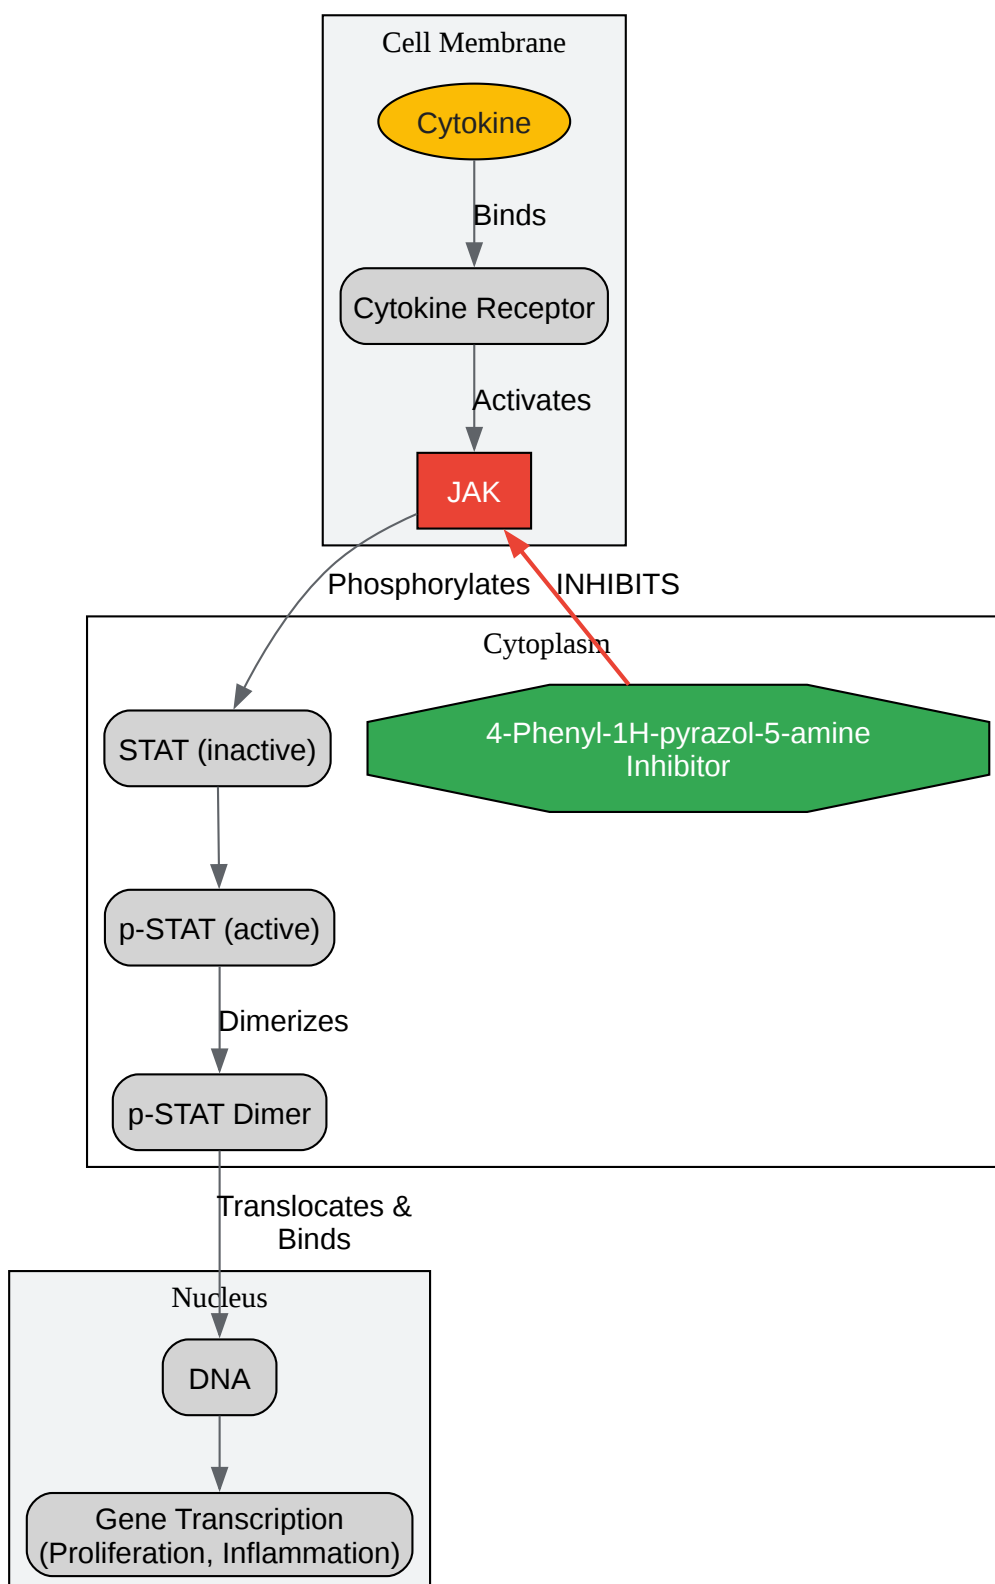 Cell Membrane
Cytokine
Binds
Cytokine Receptor
Activates
JAK
Phosphorylates
INHIBITS
Cytoplasm
STAT (inactive)
4-Phenyl-1H-pyrazol-5-amine
Inhibitor
p-STAT (active)
Dimerizes
p-STAT Dimer
Translocates &
Binds
Nucleus
DNA
Gene Transcription
(Proliferation, Inflammation)